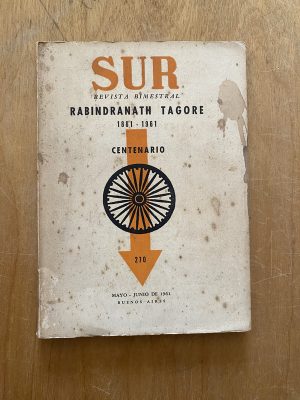 SUR
REVISTA BIMESTRAL
RABINDRANATH TAGORE
1861 - 1961
CENTENARIO
270
MAYO - JUNIO DE 1961
BUENOS AIRES